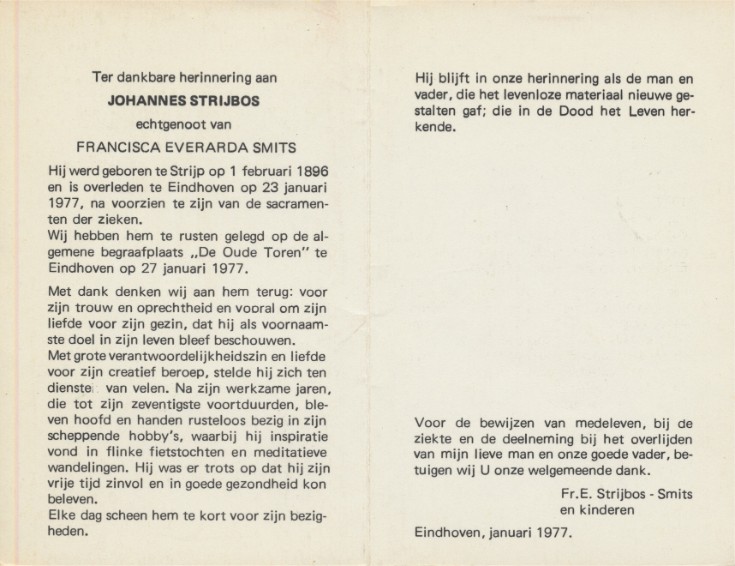 Ter dankbare herinnering aan
JOHANNES STRIJBOS
echtgenoot van
FRANCISCA EVERARDA SMITS
Hij werd geboren te Strijp op 1 februari 1896
en is overleden te Eindhoven op 23 januari
1977, na voorzien te zijn van de sacramen-
ten der zieken.
Wij hebben hem te rusten gelegd op de al-
gemene begraafplaats „De Oude Toren" te
Eindhoven op 27 januari 1977.
Met dank denken wij aan hem terug: voor
zijn trouw en oprechtheid en vooral om zijn
liefde voor zijn gezin, dat hij als voornaam-
ste doel in zijn leven bleef beschouwen.
Met grote verantwoordelijkheidszin en liefde
voor zijn creatief beroep, stelde hij zich ten
dienste van velen. Na zijn werkzame jaren,
die tot zijn zeventigste voortduurden, ble-
ven hoofd en handen rusteloos bezig in zijn
scheppende hobby's, waarbij hij inspiratie
vond in flinke fietstochten en meditatieve
wandelingen. Hij was er trots op dat hij zijn
vrije tijd zinvol en in goede gezondheid kon
beleven.
Elke dag scheen hem te kort voor zijn bezig-
heden.
Hij blijft in onze herinnering als de man en
vader, die het levenloze materiaal nieuwe ge-
stalten gaf; die in de Dood het Leven her-
kende.
Voor de bewijzen van medeleven, bij de
ziekte en de deelneming bij het overlijden
van mijn lieve man en onze goede vader, be-
tuigen wij U onze welgemeende dank.
Fr.E. Strijbos - Smits
en kinderen
Eindhoven, januari 1977.